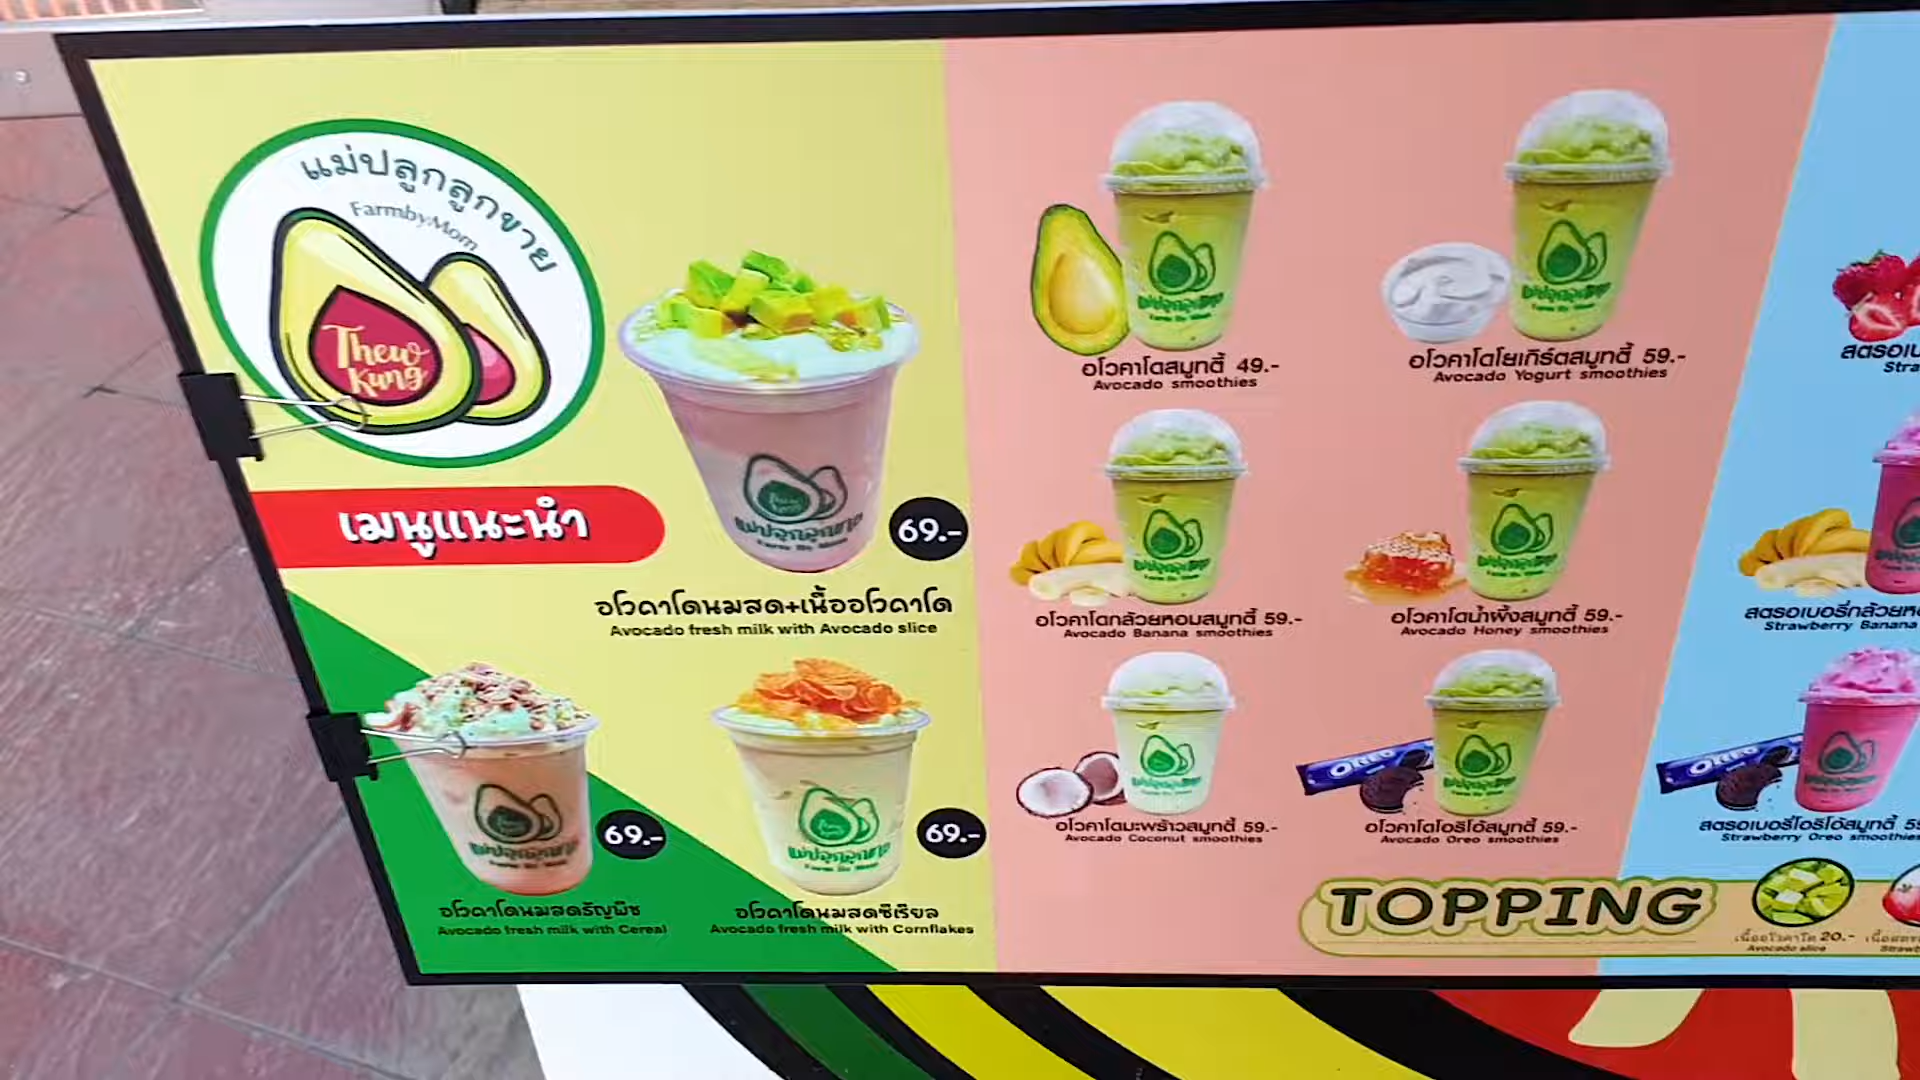 แม่ปลูกลูกขาย
FarmbyMom
Thew
Kung
เมนูแนะนำ
69.-
อโวคาโดนมสด+เนื้ออโวคาโด
Avocado fresh milk with Avocado slice
69.-
อโวคาโดนมสดธัญพืช
Avocado fresh milk with Cereal
69.-
อโวคาโดนมสดซีเรียล
Avocado fresh milk with Cornflakes
อโวคาโดสมูทตี้ 49.-
Avocado smoothies
อโวคาโดโยเกิร์ตสมูทตี้ 59.-
Avocado Yogurt smoothies
อโวคาโดกล้วยหอมสมูทตี้ 59.-
Avocado Banana smoothies
อโวคาโดน้ำผึ้งสมูทตี้ 59.-
Avocado Honey smoothies
อโวคาโดมะพร้าวสมูทตี้ 59.-
Avocado Coconut smoothies
OREO
อโวคาโดโอริโอ้สมูทตี้ 59.-
Avocado Oreo smoothies
สตรอเบอรี่กล้วยห
Strawberry Banana
OREO
สตรอเบอรี่โอริโอ้สมูทตี้ 5
Strawberry Oreo smoothies
TOPPING
เนื้ออโวคาโด 20.-
Avocado slice